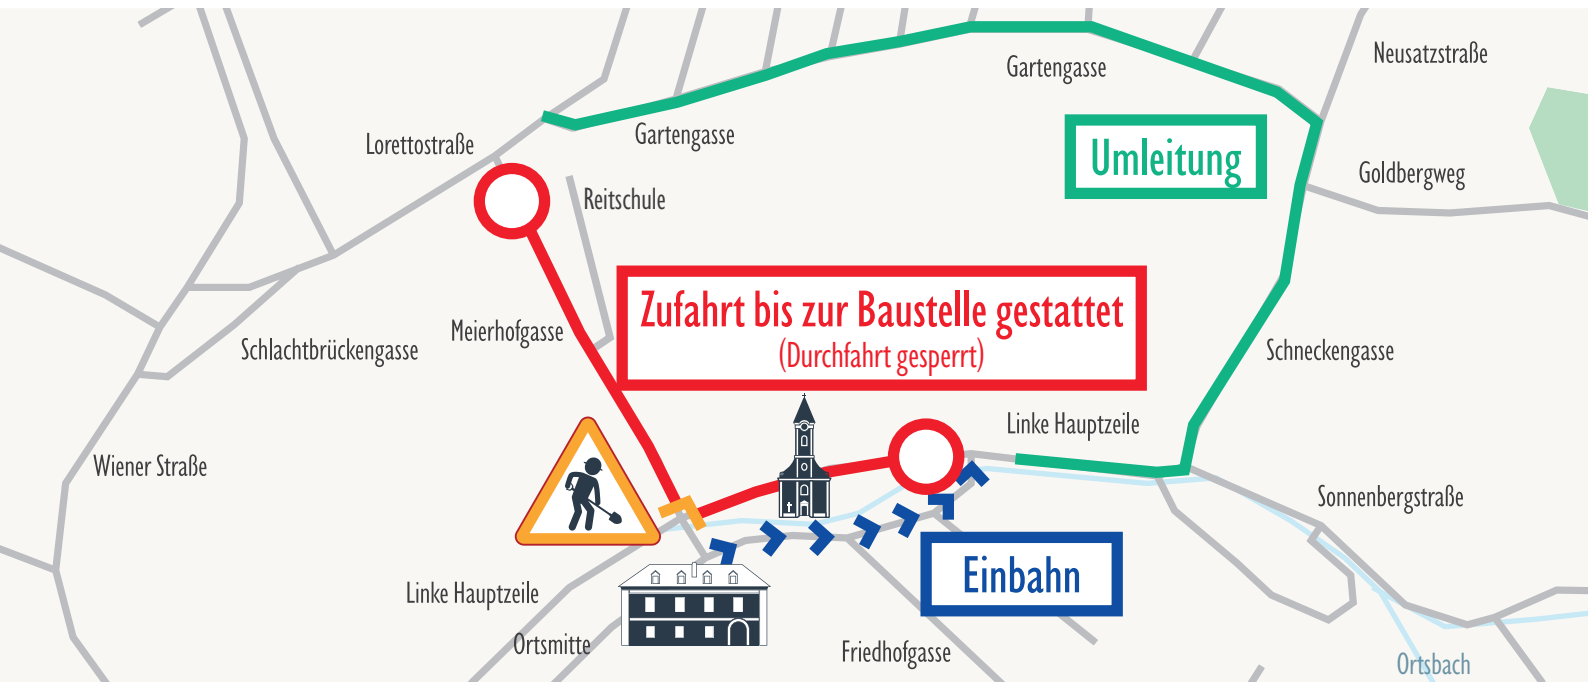 Neusatzstraße
Gartengasse
Gartengasse
Lorettostraße
Umleitung
Goldbergweg
Reitschule
Zufahrt bis zur Baustelle gestattet
(Durchfahrt gesperrt)
Meierhofgasse
Schlachtbrückengasse
Schneckengasse
Linke Hauptzeile
Wiener Straße
Sonnenbergstraße
Einbahn
Linke Hauptzeile
Ortsmitte
Friedhofgasse
Ortsbach